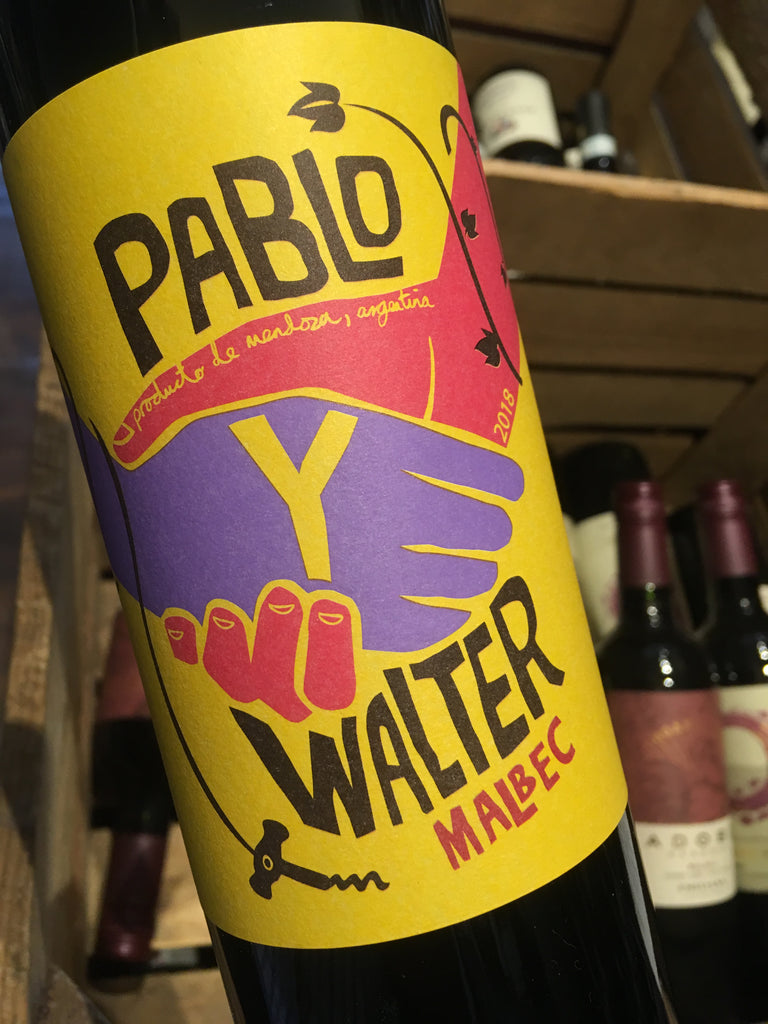 PABLO
producto de mendoza, argentina
2018
Y
WALTER
MALBEC